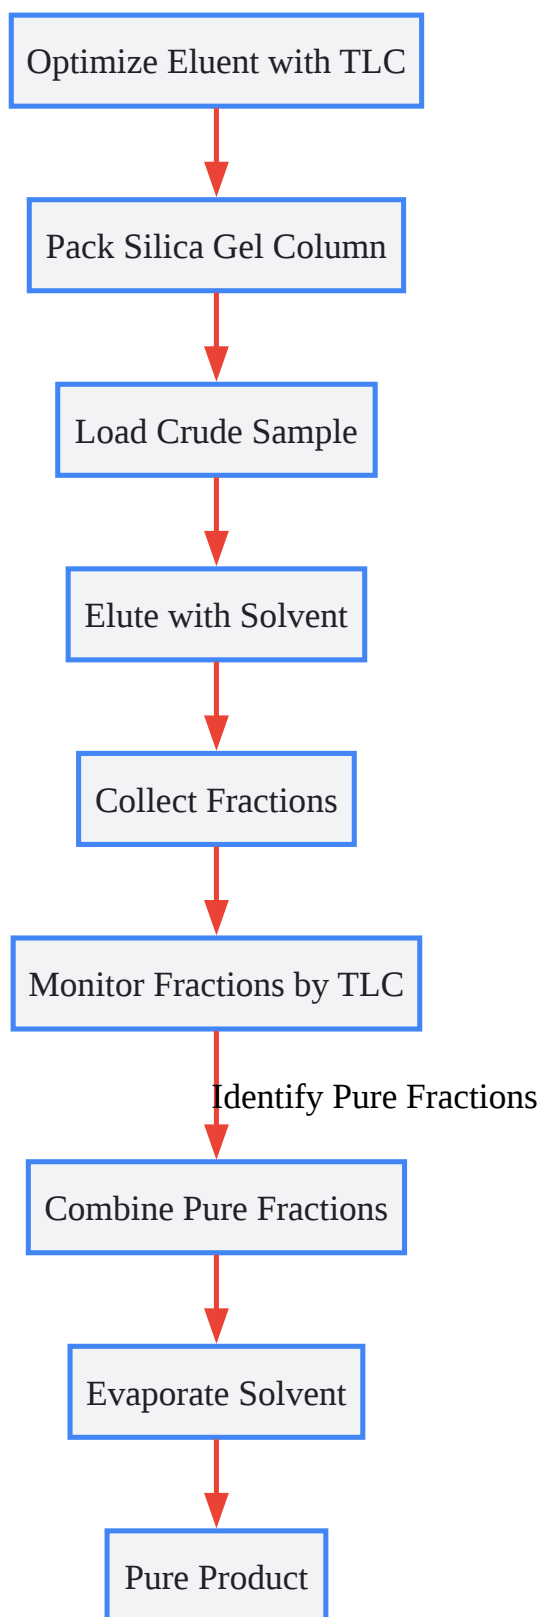 Optimize Eluent with TLC
Pack Silica Gel Column
Load Crude Sample
Elute with Solvent
Collect Fractions
Monitor Fractions by TLC
Identify Pure Fractions
Combine Pure Fractions
Evaporate Solvent
Pure Product